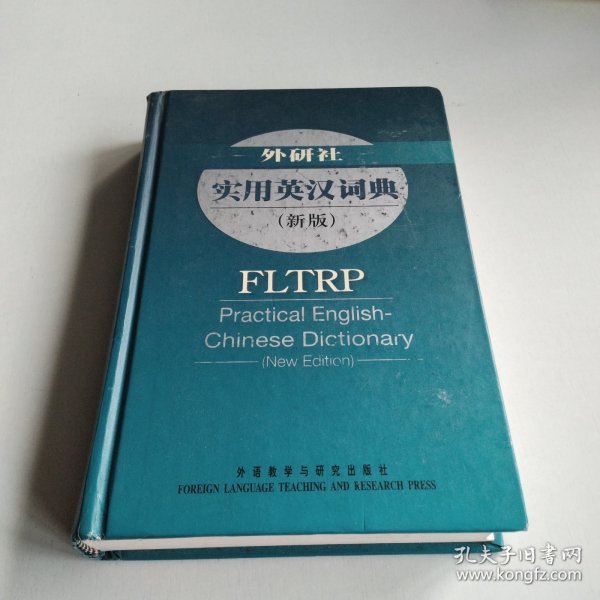 外研社
实用英汉词典
(新版)
FLTRP
Practical English-
Chinese Dictionary
(New Edition)
外语教学与研究出版社
FOREIGN LANGUAGE TEACHING AND RESEARCH PRESS
孔夫子旧书网
www.kongfz.com